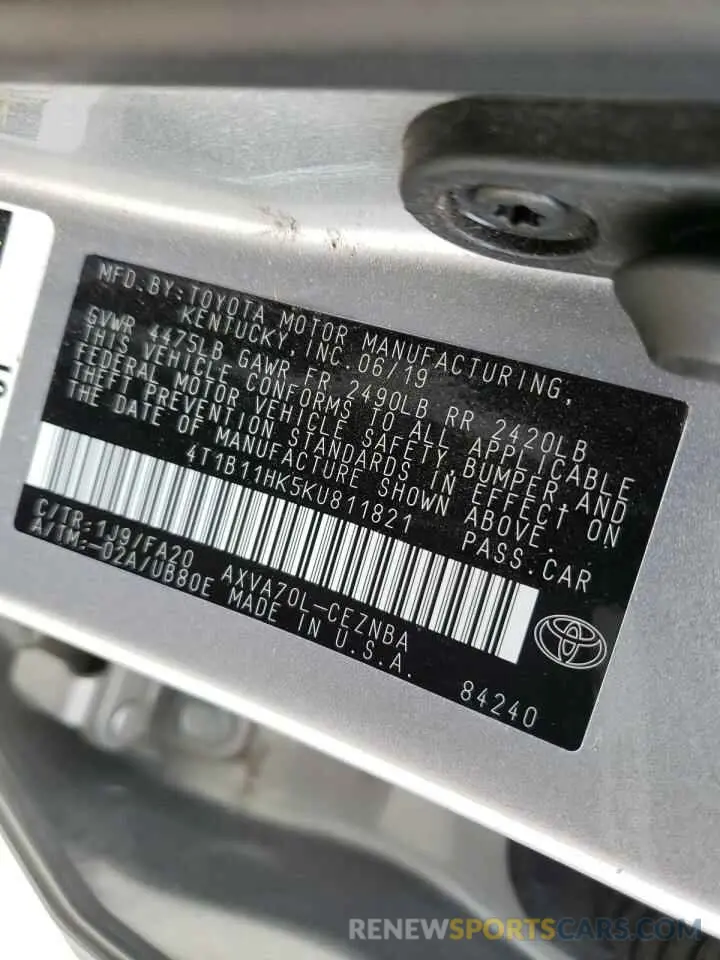 MFD.BY:TOYOTA MOTOR MANUFACTURING,
KENTUCKY, INC.06/19
GVWR 4475LB GAWR FR 2490LB RR 2420LB
THIS VEHICLE CONFORMS TO ALL APPLICABLE
FEDERAL MOTOR VEHICLE SAFETY,BUMPER,AND
THEFT PREVENTION STANDARDS IN EFFECT ON
THE DATE OF MANUFACTURE SHOWN ABOVE.
4T1B11HK5KU811821 PASS.CAR
C/TR:1J9/FA20 AXVA70L-CEZNBA
A/TM:-02A/UB80E MADE IN U.S.A.
84240
RENEWSPORTSCARS.COM